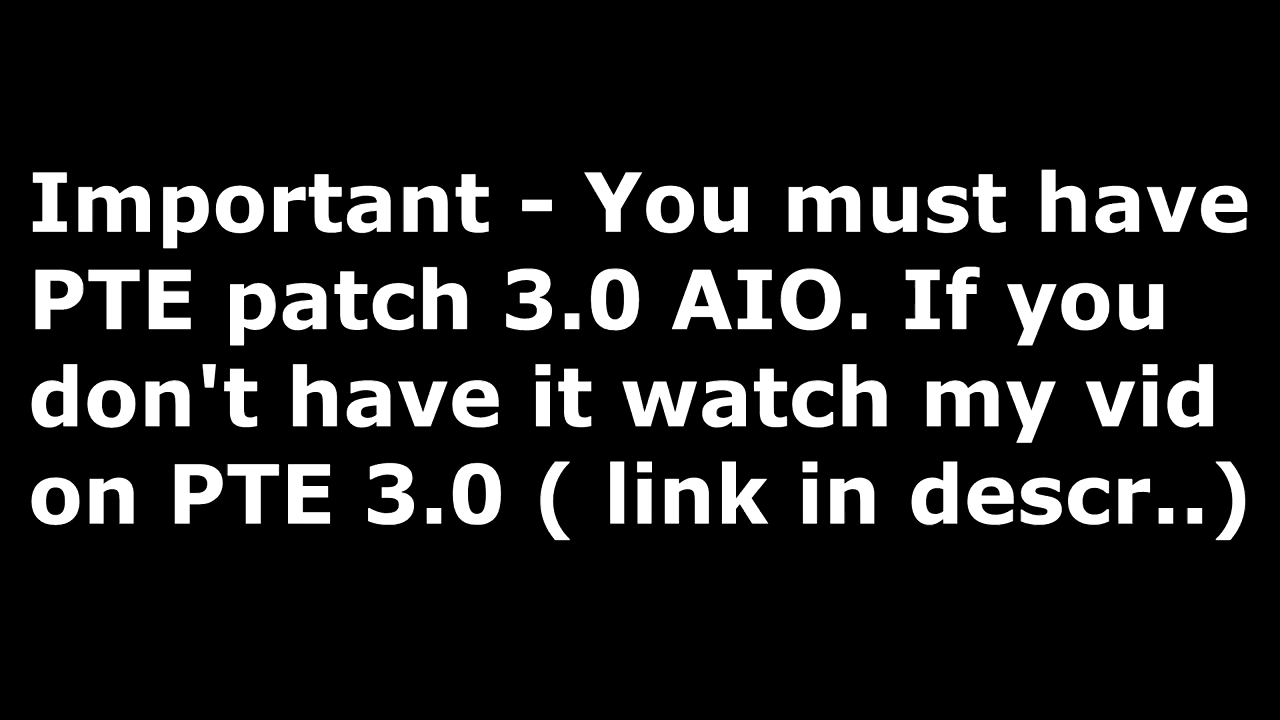 Important - You must have
PTE patch 3.0 AIO. If you
don't have it watch my vid
on PTE 3.0 ( link in descr..)